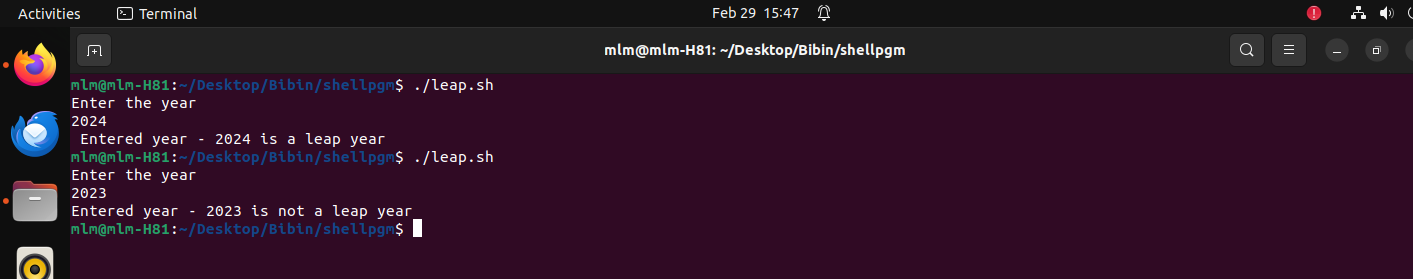 Activities Terminal Feb 29 15:47
mlm@mlm-H81: ~/Desktop/Bibin/shellpgm
mlm@mlm-H81:~/Desktop/Bibin/shellpgm$ ./leap.sh
Enter the year
2024
 Entered year - 2024 is a leap year
mlm@mlm-H81:~/Desktop/Bibin/shellpgm$ ./leap.sh
Enter the year
2023
Entered year - 2023 is not a leap year
mlm@mlm-H81:~/Desktop/Bibin/shellpgm$